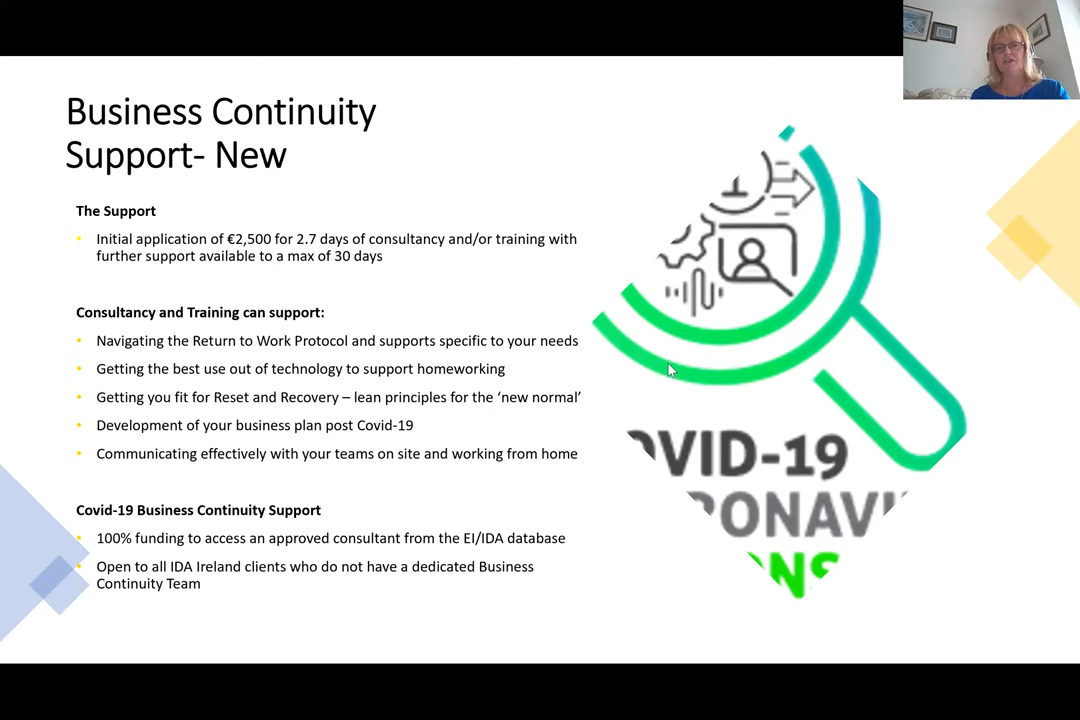 Business Continuity
Support- New
The Support
• Initial application of €2,500 for 2.7 days of consultancy and/or training with
further support available to a max of 30 days
Consultancy and Training can support:
• Navigating the Return to Work Protocol and supports specific to your needs
• Getting the best use out of technology to support homeworking
• Getting you fit for Reset and Recovery – lean principles for the ‘new normal’
• Development of your business plan post Covid-19
• Communicating effectively with your teams on site and working from home
Covid-19 Business Continuity Support
• 100% funding to access an approved consultant from the EI/IDA database
• Open to all IDA Ireland clients who do not have a dedicated Business
Continuity Team
OVID-19
RONAVI
NS